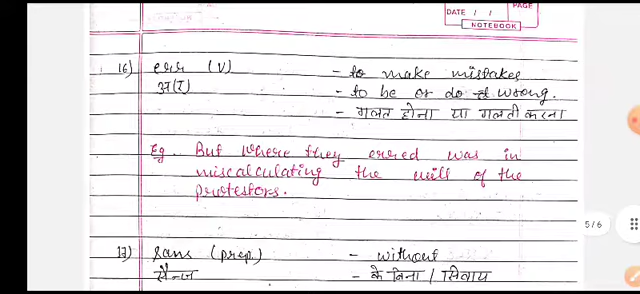 DATE / / PAGE
NOTEBOOK
16) err (V) - to make mistakes
अ(र) - to be or do wrong.
- गलत होना या गलती करना
Eg. But where they erred was in
miscalculating the will of the
protestors.
5/6
17) Sans (prep.) - without
सैन्ज - के बिना / सिवाय